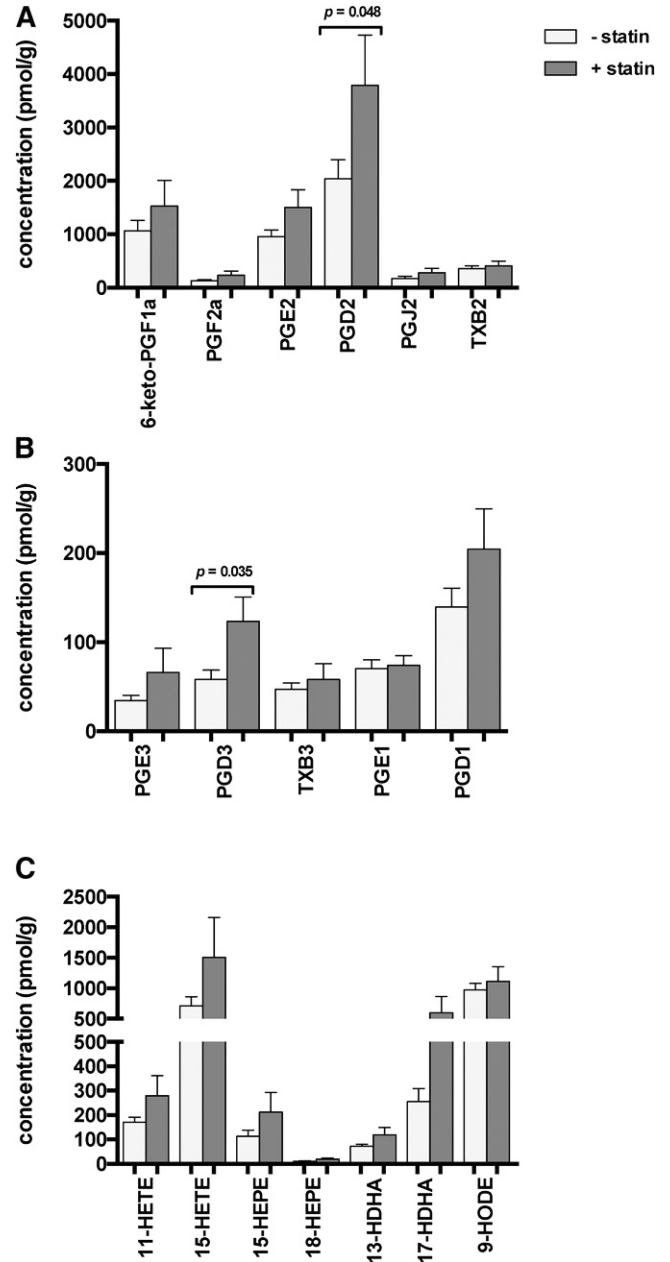 A
p = 0.048
- statin
+ statin
concentration (pmol/g)
5000
4000
3000
2000
1000
0
6-keto-PGF1a
PGF2a
PGE2
PGD2
PGJ2
TXB2
B
p = 0.035
concentration (pmol/g)
300
200
100
0
PGE3
PGD3
TXB3
PGE1
PGD1
C
concentration (pmol/g)
2500
2000
1500
1000
500
500
400
300
200
100
0
11-HETE
15-HETE
15-HEPE
18-HEPE
13-HDHA
17-HDHA
9-HODE